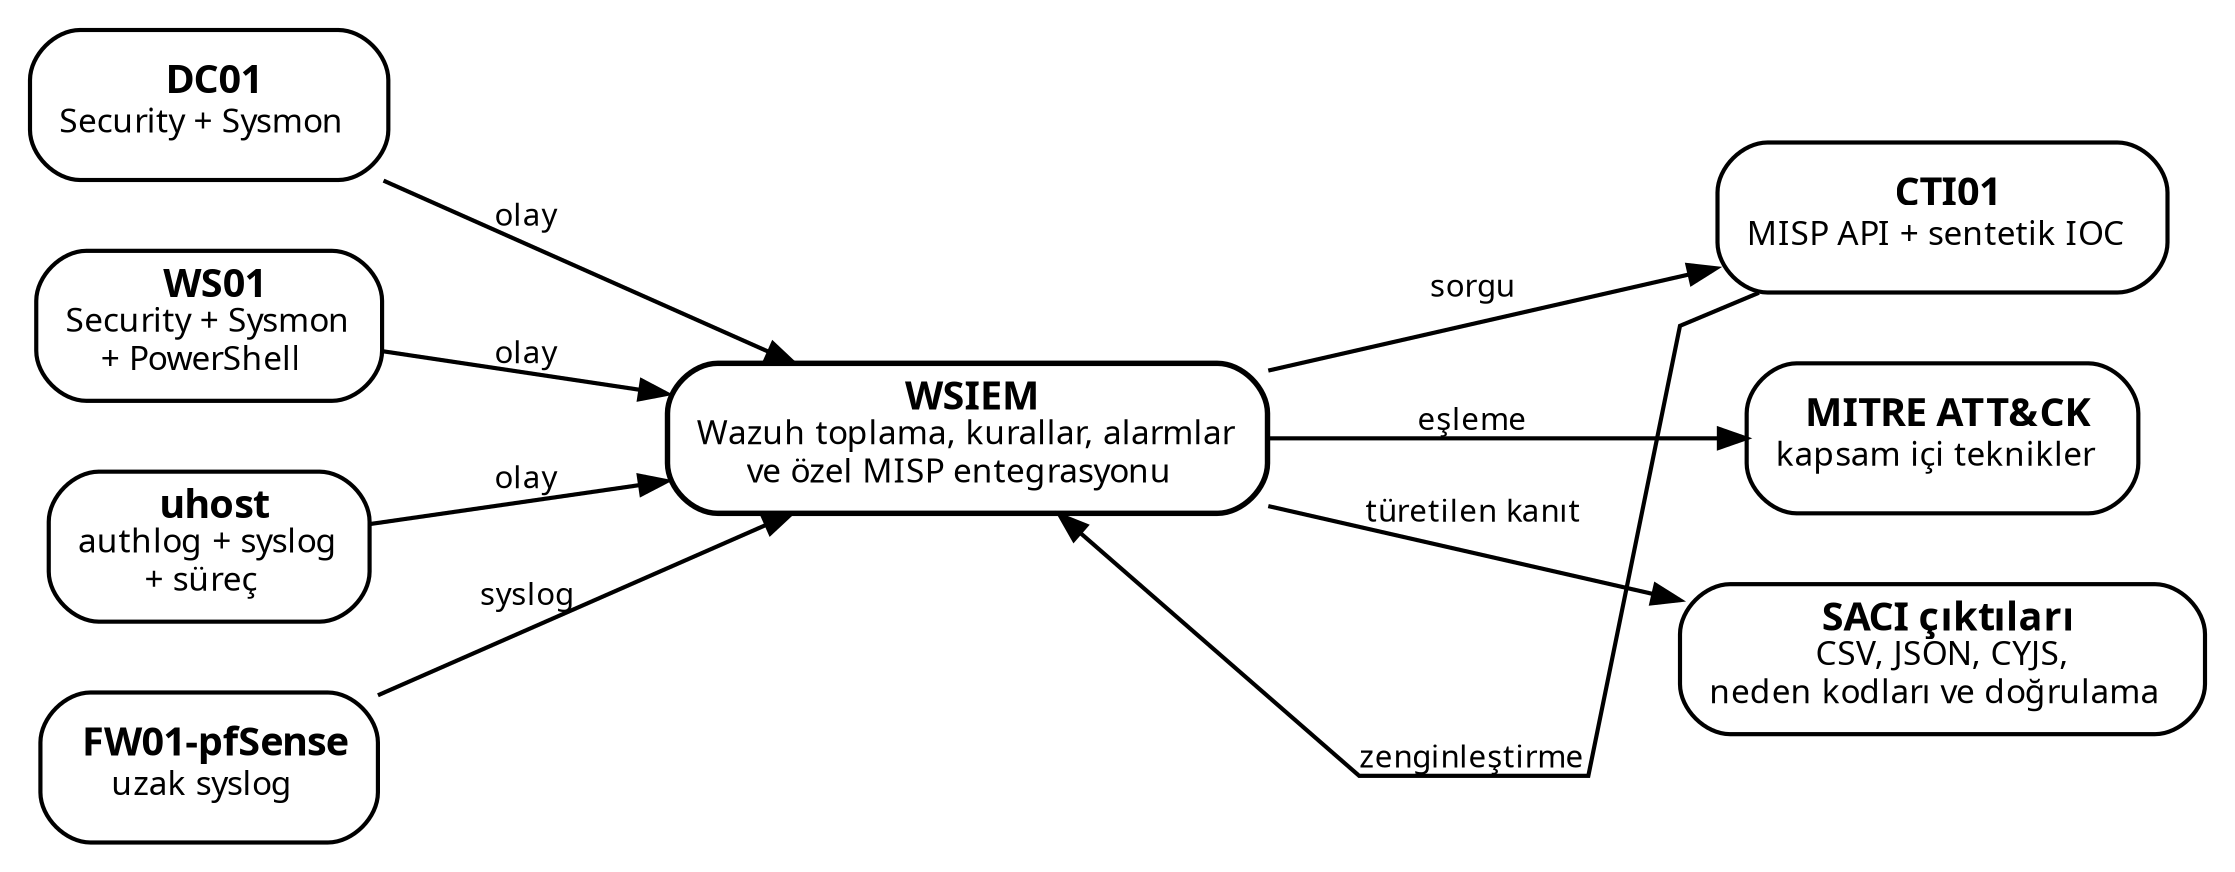 DC01
Security + Sysmon
olay
WS01
Security + Sysmon
+ PowerShell
olay
uhost
authlog + syslog
+ süreç
olay
FW01-pfSense
uzak syslog
syslog
WSIEM
Wazuh toplama, kurallar, alarmlar
ve özel MISP entegrasyonu
sorgu
eşleme
türetilen kanıt
zenginleştirme
CTI01
MISP API + sentetik IOC
MITRE ATT&CK
kapsam içi teknikler
SACI çıktıları
CSV, JSON, CYJS,
neden kodları ve doğrulama